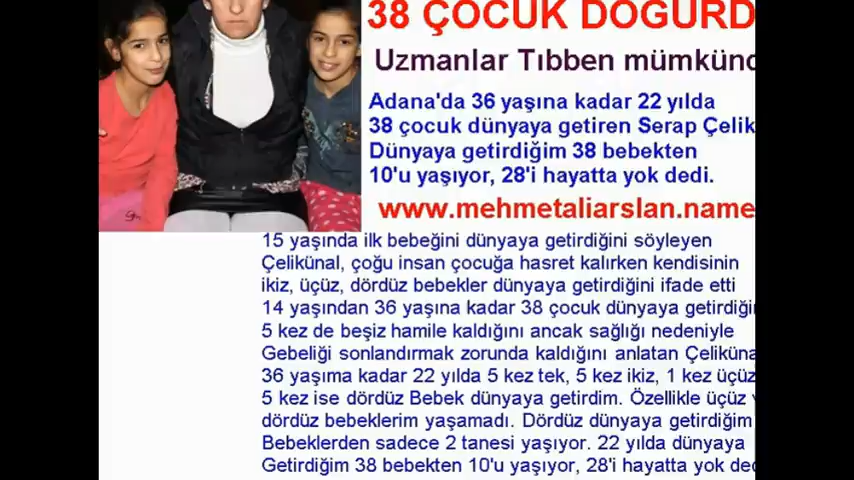 38 ÇOCUK DOĞURD
Uzmanlar Tıbben mümkünd
Adana'da 36 yaşına kadar 22 yılda
38 çocuk dünyaya getiren Serap Çelik
Dünyaya getirdiğim 38 bebekten
10'u yaşıyor, 28'i hayatta yok dedi.
www.mehmetaliarslan.name
15 yaşında ilk bebeğini dünyaya getirdiğini söyleyen
Çelikünal, çoğu insan çocuğa hasret kalırken kendisinin
ikiz, üçüz, dördüz bebekler dünyaya getirdiğini ifade etti
14 yaşından 36 yaşına kadar 38 çocuk dünyaya getirdiği
5 kez de beşiz hamile kaldığını ancak sağlığı nedeniyle
Gebeliği sonlandırmak zorunda kaldığını anlatan Çeliküna
36 yaşıma kadar 22 yılda 5 kez tek, 5 kez ikiz, 1 kez üçüz
5 kez ise dördüz Bebek dünyaya getirdim. Özellikle üçüz v
dördüz bebeklerim yaşamadı. Dördüz dünyaya getirdiğim
Bebeklerden sadece 2 tanesi yaşıyor. 22 yılda dünyaya
Getirdiğim 38 bebekten 10'u yaşıyor, 28'i hayatta yok ded